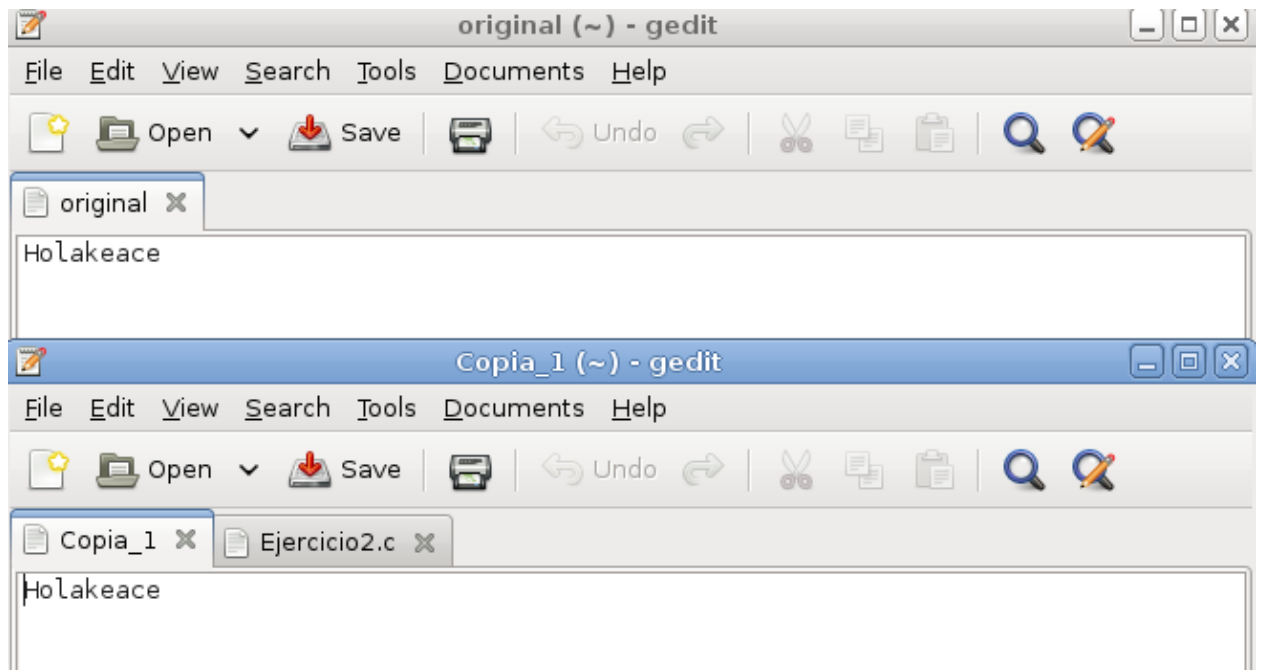 original (~) - gedit
File Edit View Search Tools Documents Help
Open Save Undo
original
Holakeace
Copia_1 (~) - gedit
File Edit View Search Tools Documents Help
Open Save Undo
Copia_1 Ejercicio2.c
Holakeace